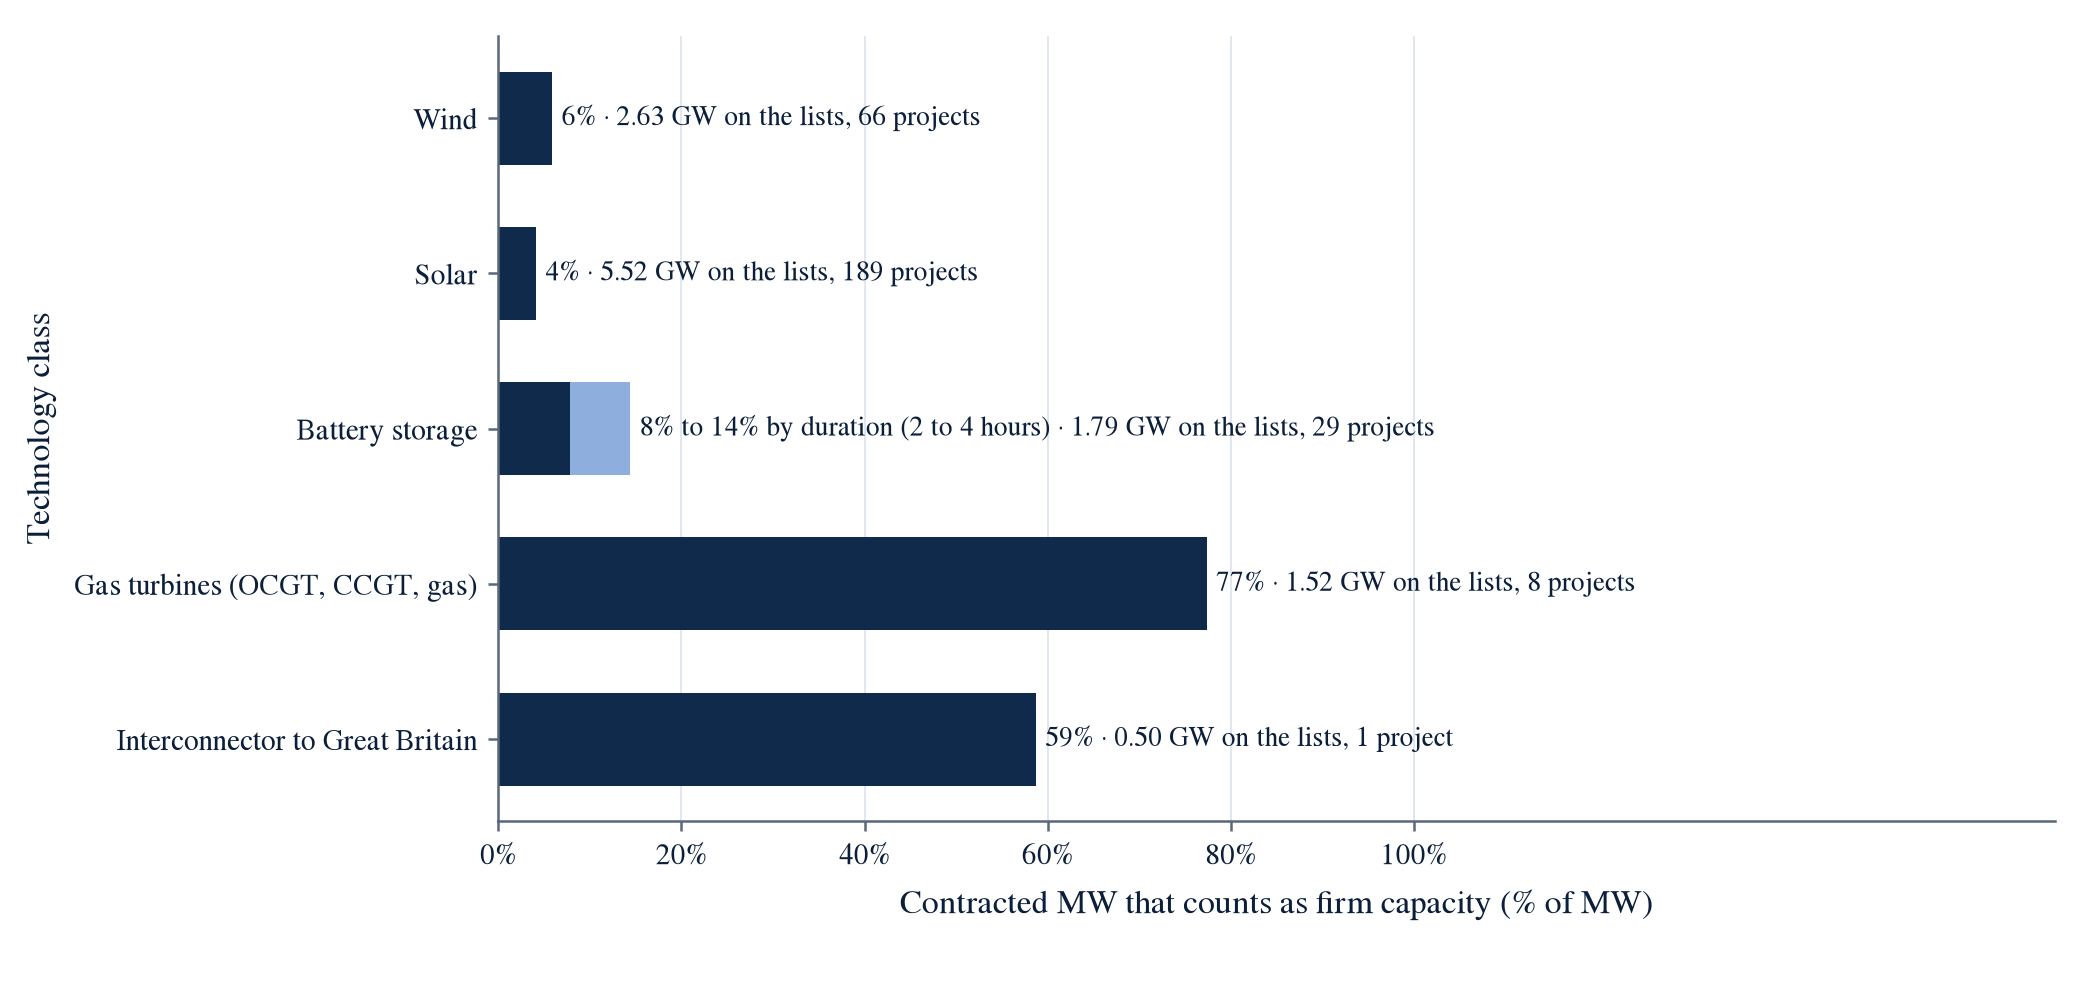 Technology class
Wind
6% · 2.63 GW on the lists, 66 projects
Solar
4% · 5.52 GW on the lists, 189 projects
Battery storage
8% to 14% by duration (2 to 4 hours) · 1.79 GW on the lists, 29 projects
Gas turbines (OCGT, CCGT, gas)
77% · 1.52 GW on the lists, 8 projects
Interconnector to Great Britain
59% · 0.50 GW on the lists, 1 project
0% 20% 40% 60% 80% 100%
Contracted MW that counts as firm capacity (% of MW)